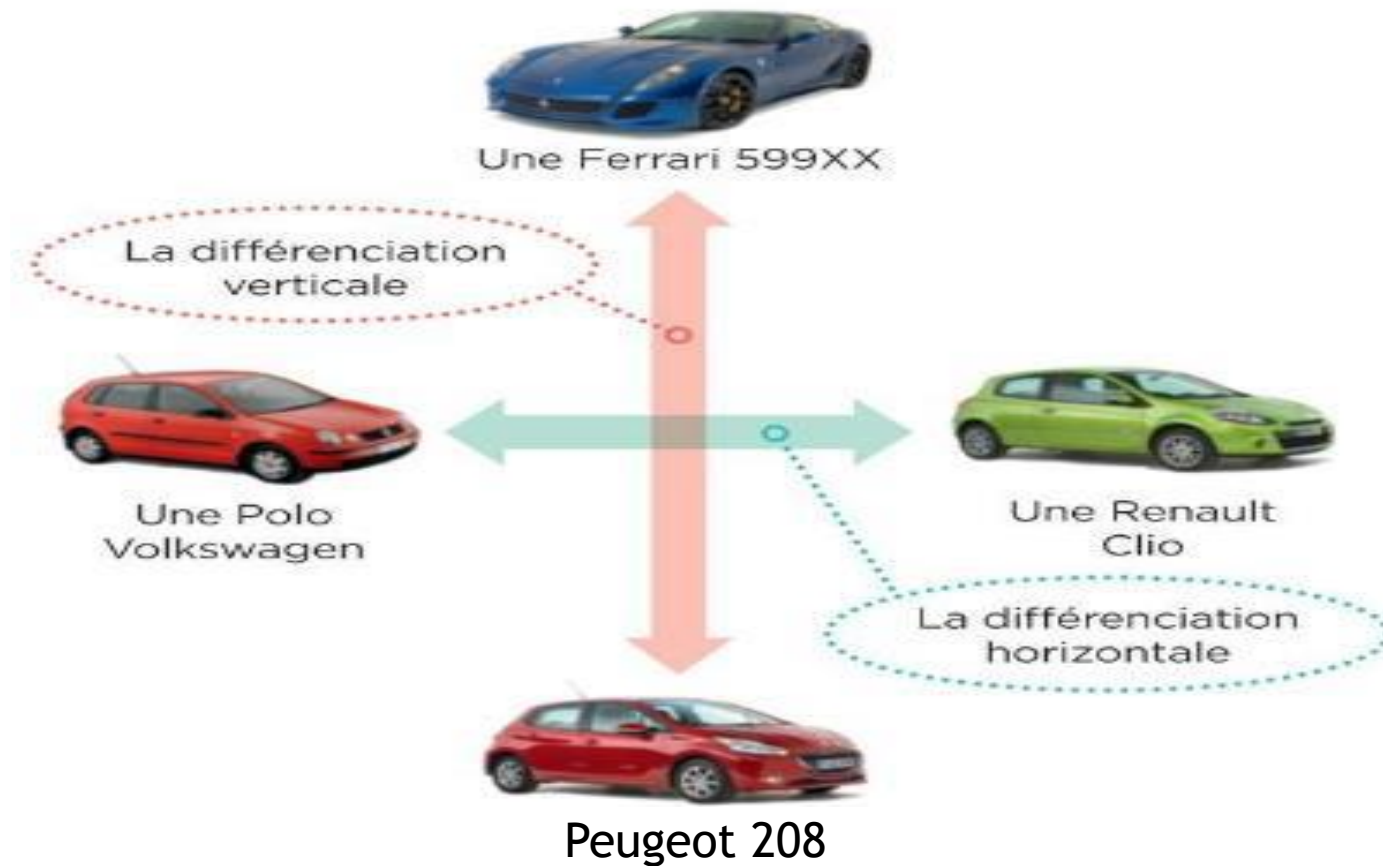 Une Ferrari 599XX
La différenciation
verticale
Une Polo
Volkswagen
Une Renault
Clio
La différenciation
horizontale
Peugeot 208